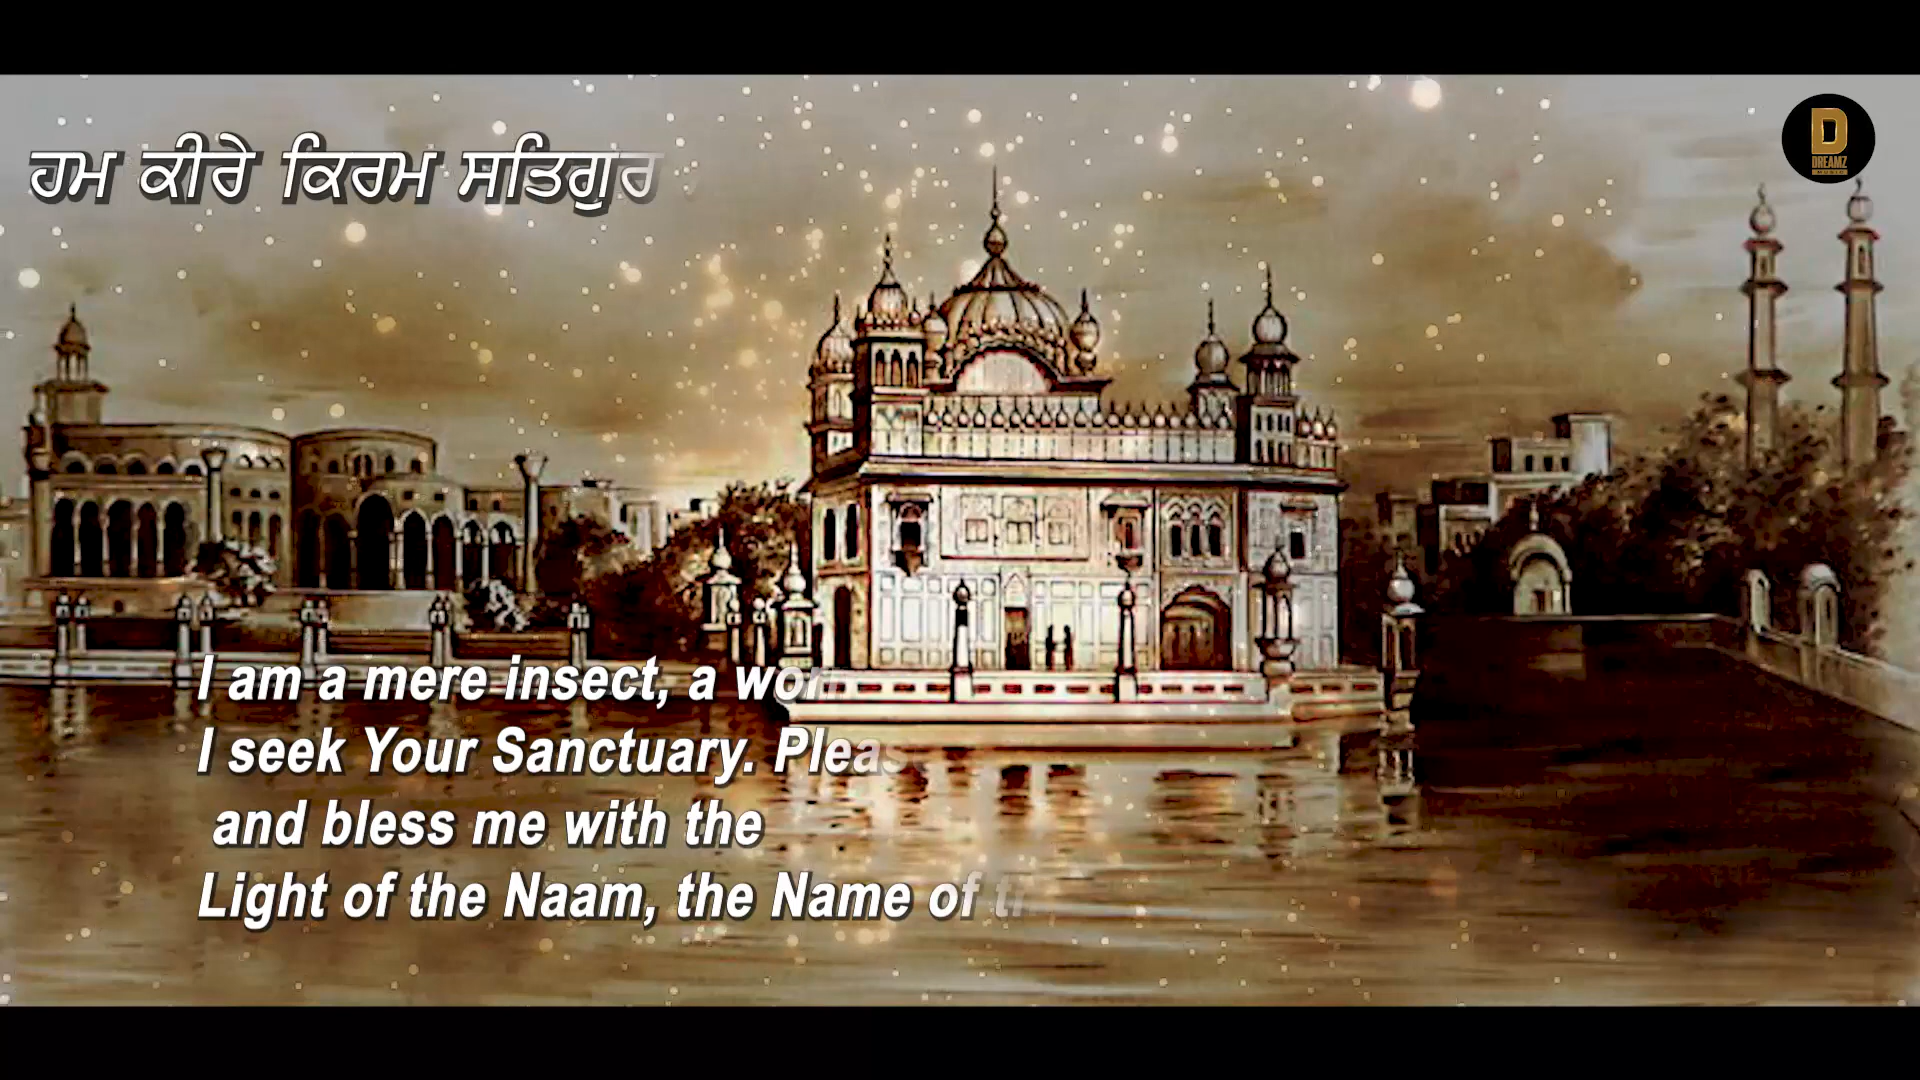 ਹਮ ਕੀਰੇ ਕਿਰਮ ਸਤਿਗੁਰ
D
DREAMZ
MUSIC
I am a mere insect, a
I seek Your Sanctuary.
and bless me with the
Light of the Naam, the Name of